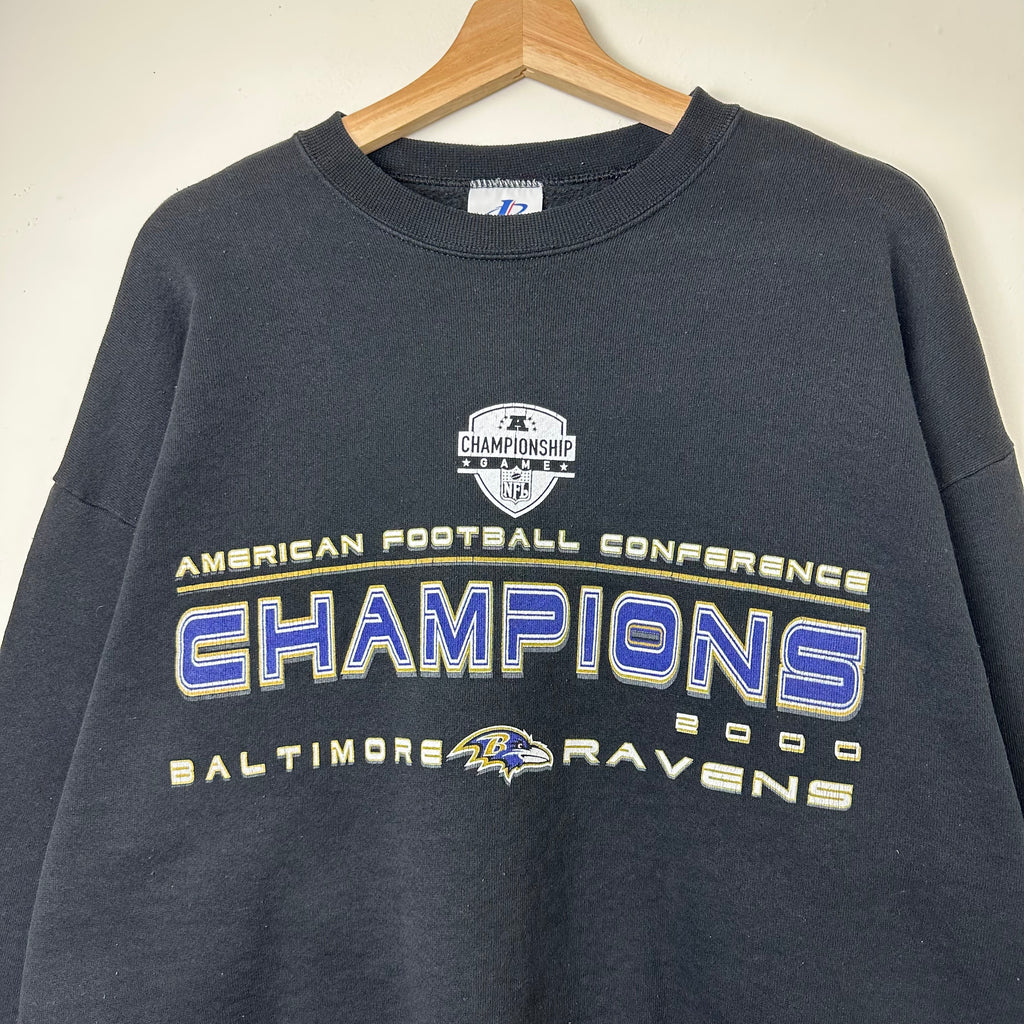 A
CHAMPIONSHIP
GAME
NFL
AMERICAN FOOTBALL CONFERENCE
CHAMPIONS
2000
BALTIMORE B RAVENS